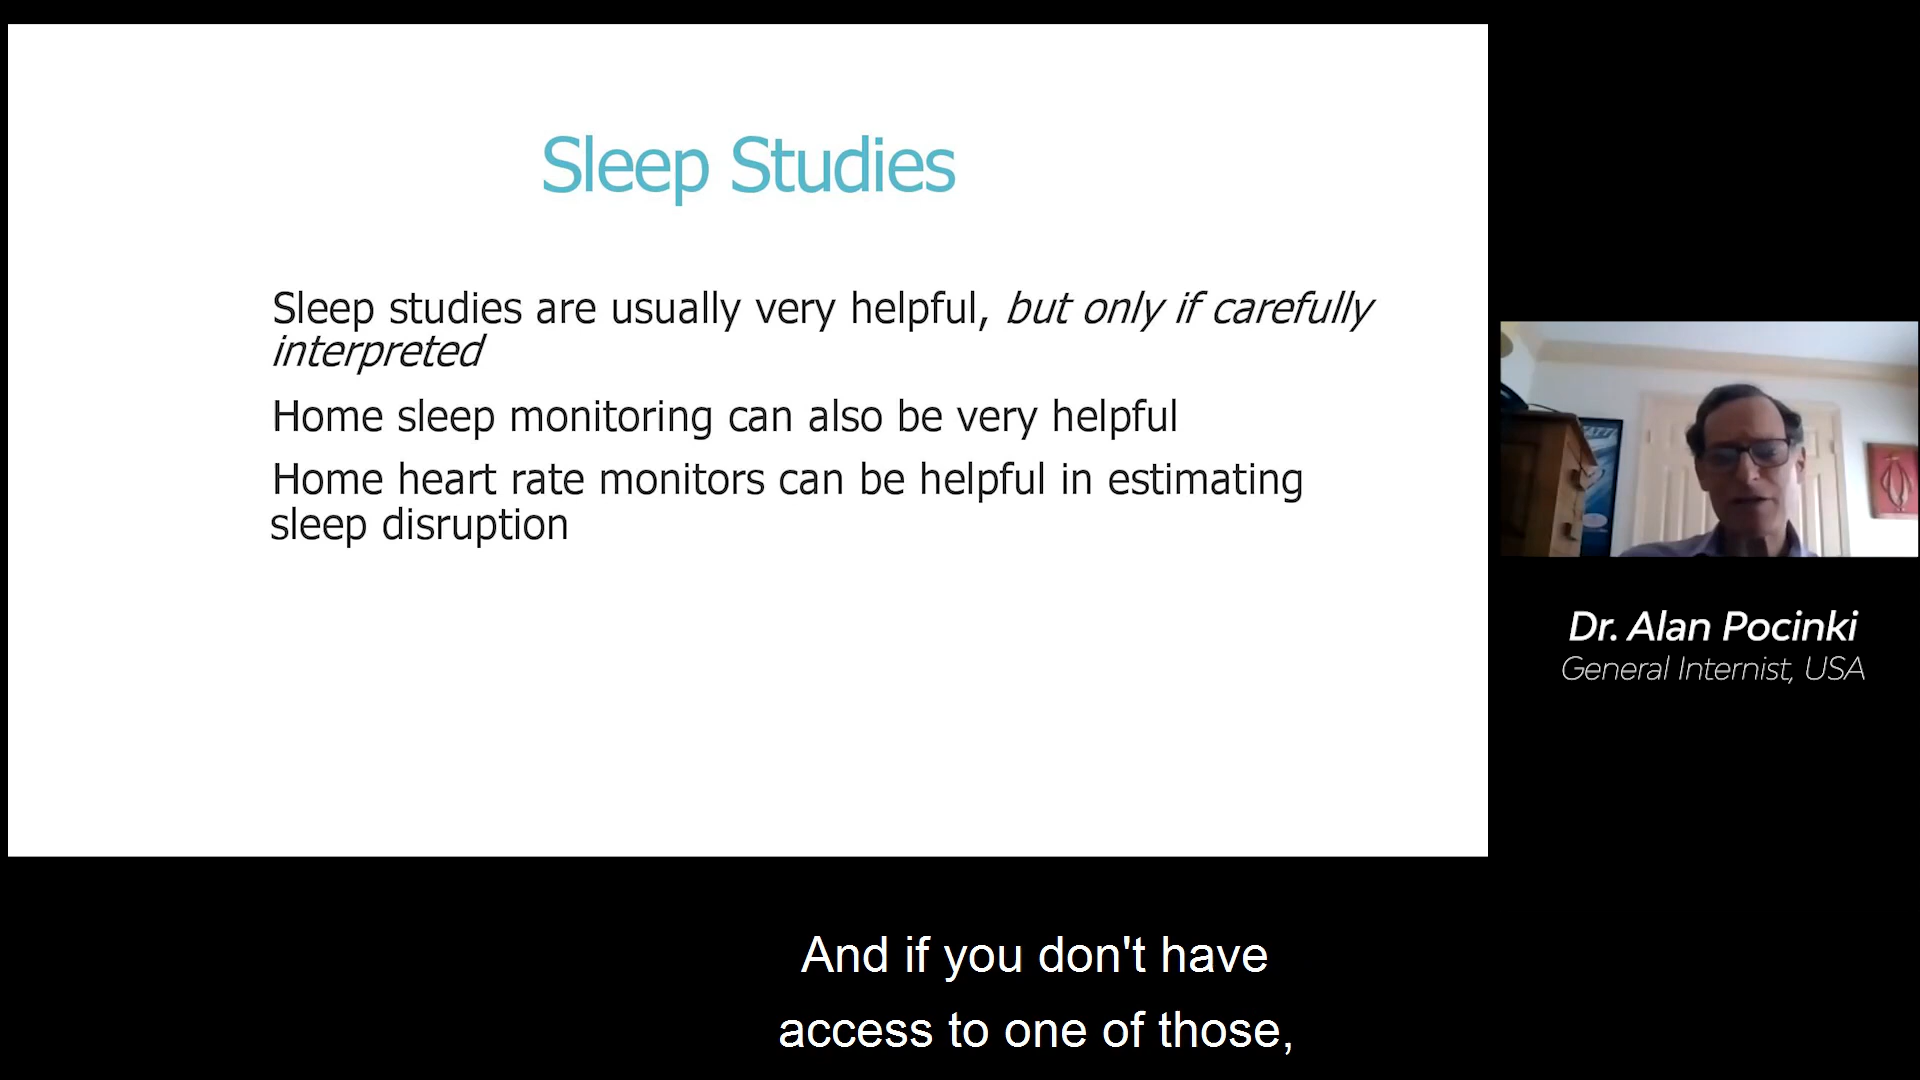 Sleep Studies
Sleep studies are usually very helpful, but only if carefully
interpreted
Home sleep monitoring can also be very helpful
Home heart rate monitors can be helpful in estimating
sleep disruption
Dr. Alan Pocinki
General Internist, USA
And if you don't have
access to one of those,